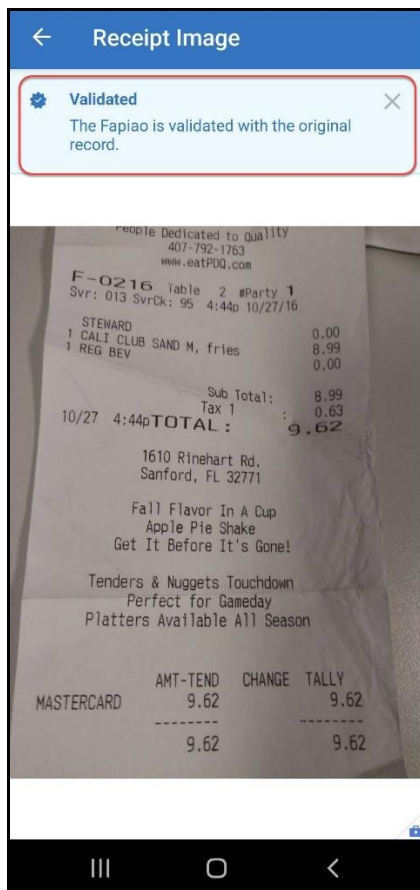 Receipt Image
Validated
The Fapiao is validated with the original
record.
People Dedicated to Quality
407-792-1763
www.eatPDQ.com
F-0216 Table 2 #Party 1
Svr: 013 SvrCk: 95 4:44p 10/27/16
STEWARD 0.00
1 CALI CLUB SAND M, fries 8.99
1 REG BEV 0.00
Sub Total: 8.99
Tax 1 : 0.63
10/27 4:44pTOTAL: 9.62
1610 Rinehart Rd.
Sanford, FL 32771
Fall Flavor In A Cup
Apple Pie Shake
Get It Before It's Gone!
Tenders & Nuggets Touchdown
Perfect for Gameday
Platters Available All Season
AMT-TEND CHANGE TALLY
MASTERCARD 9.62 9.62
-------- --------
9.62 9.62